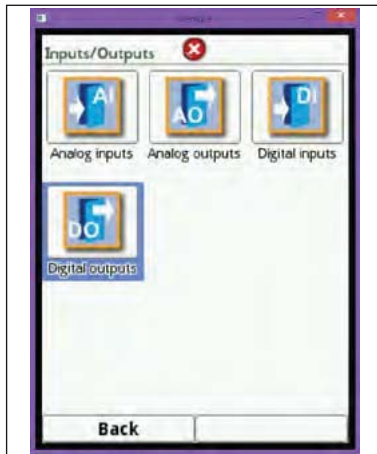 Inputs/Outputs
AI
AO
DI
Analog inputs
Analog outputs
Digital inputs
DO
Digital outputs
Back